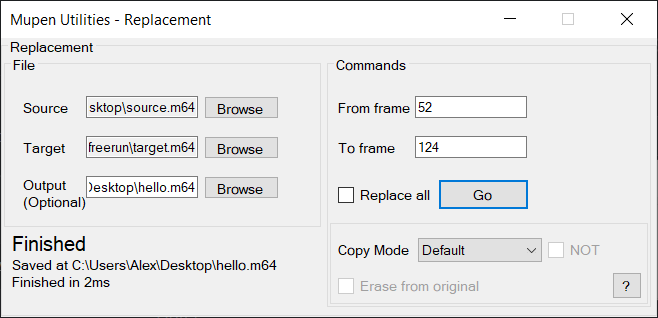 Mupen Utilities - Replacement
Replacement
File
Source
sktop\source.m64
Browse
Target
freerun\target.m64
Browse
Output
(Optional)
Desktop\hello.m64
Browse
Finished
Saved at C:\Users\Alex\Desktop\hello.m64
Finished in 2ms
Commands
From frame
52
To frame
124
Replace all
Go
Copy Mode
Default
NOT
Erase from original
?